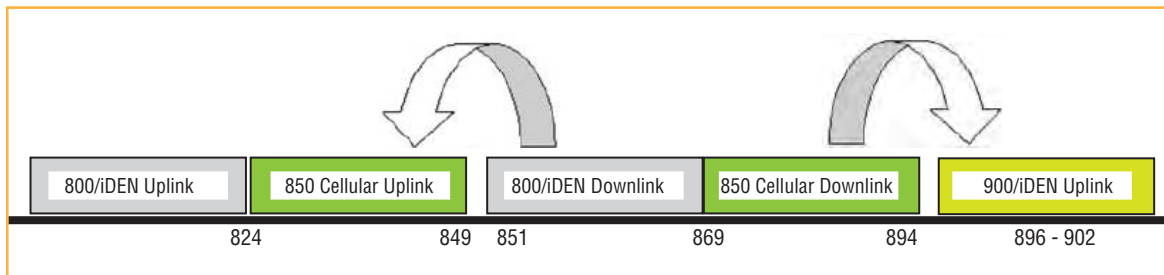 800/iDEN Uplink 850 Cellular Uplink 800/iDEN Downlink 850 Cellular Downlink 900/iDEN Uplink
824 849 851 869 894 896 - 902